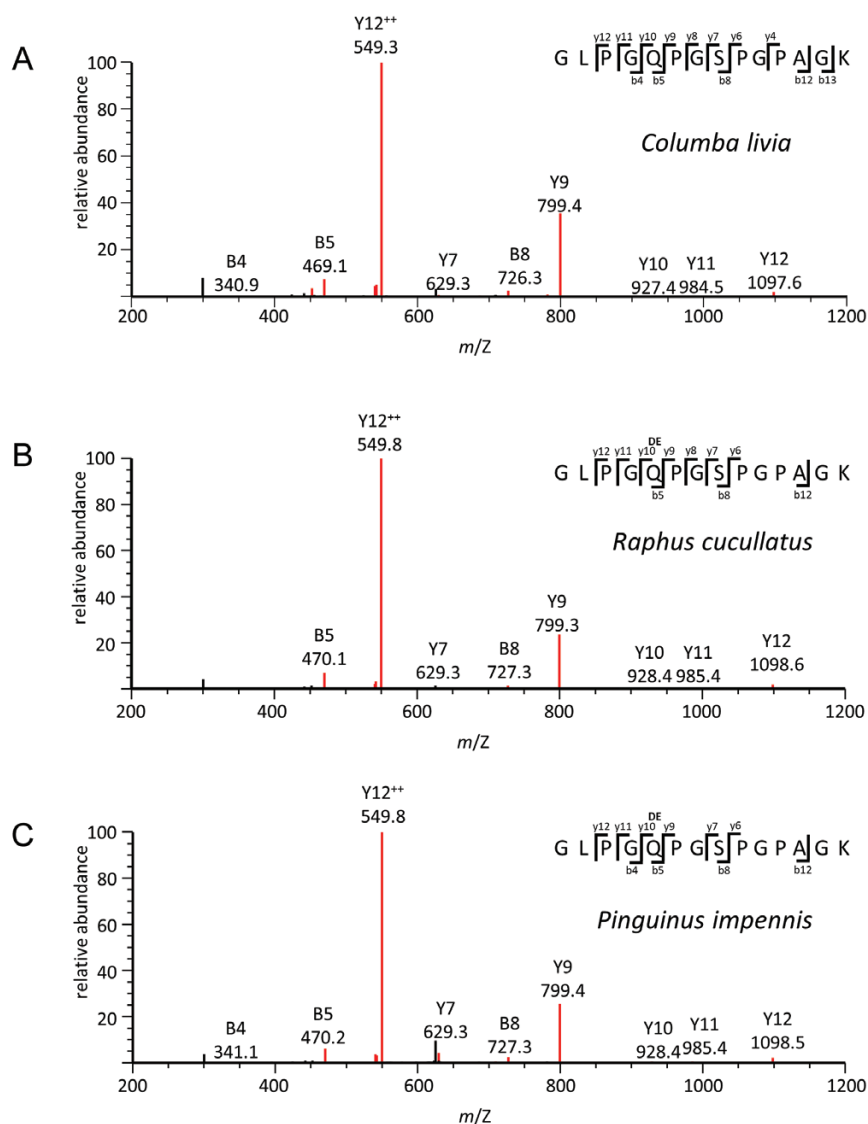 A
Y12++
549.3
y12 y11 y10 y9 y8 y7 y6 y4
G L P G Q P G S P G P A G K
b4 b5 b8 b12 b13
Columba livia
relative abundance
100
80
60
40
20
B4
340.9
B5
469.1
Y7
629.3
B8
726.3
Y9
799.4
Y10
927.4
Y11
984.5
Y12
1097.6
200 400 600 800 1000 1200
m/Z
B
Y12++
549.8
DE
y12 y11 y10 y9 y8 y7 y6
G L P G Q P G S P G P A G K
b5 b8 b12
Raphus cucullatus
relative abundance
100
80
60
40
20
B5
470.1
Y7
629.3
B8
727.3
Y9
799.3
Y10
928.4
Y11
985.4
Y12
1098.6
200 400 600 800 1000 1200
m/Z
C
Y12++
549.8
DE
y12 y11 y10 y9 y7 y6
G L P G Q P G S P G P A G K
b4 b5 b8 b12
Pinguinus impennis
relative abundance
100
80
60
40
20
B4
341.1
B5
470.2
Y7
629.3
B8
727.3
Y9
799.4
Y10
928.4
Y11
985.4
Y12
1098.5
200 400 600 800 1000 1200
m/Z